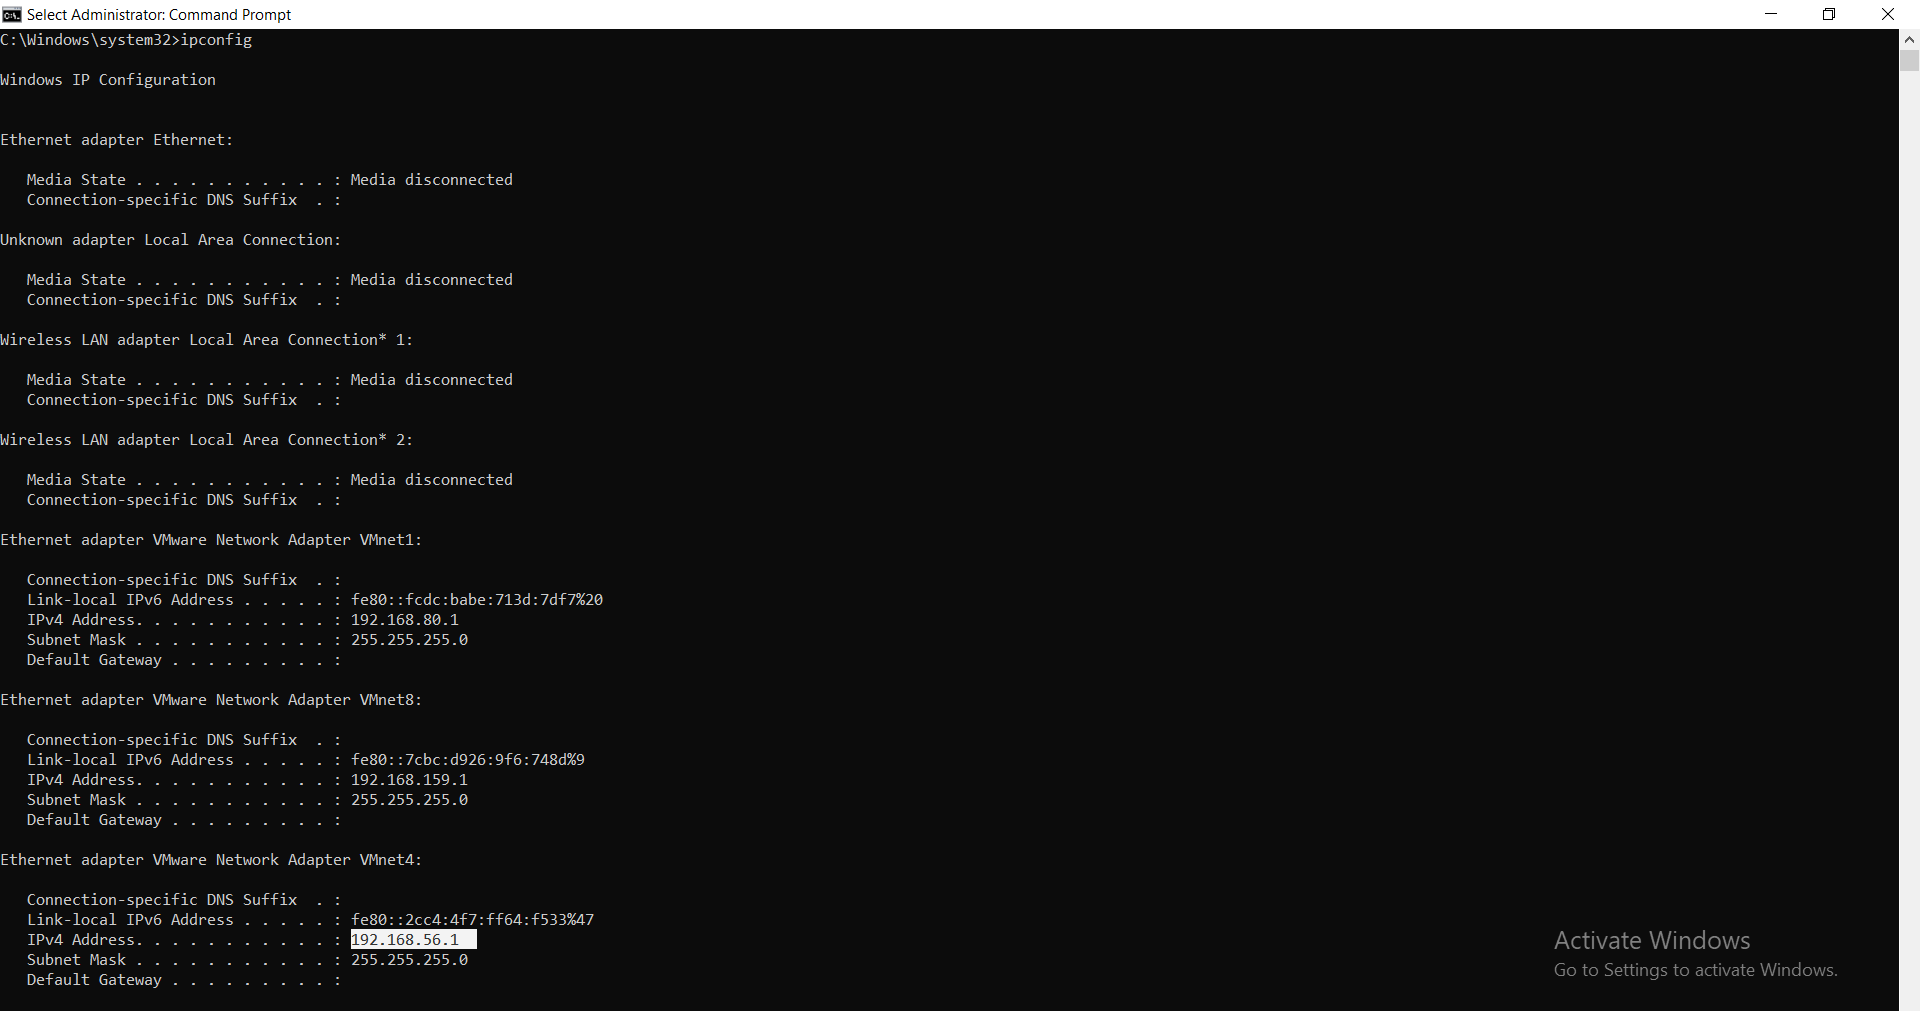 Select Administrator: Command Prompt
C:\Windows\system32>ipconfig
Windows IP Configuration
Ethernet adapter Ethernet:
   Media State . . . . . . . . . . . : Media disconnected
   Connection-specific DNS Suffix  . :
Unknown adapter Local Area Connection:
   Media State . . . . . . . . . . . : Media disconnected
   Connection-specific DNS Suffix  . :
Wireless LAN adapter Local Area Connection* 1:
   Media State . . . . . . . . . . . : Media disconnected
   Connection-specific DNS Suffix  . :
Wireless LAN adapter Local Area Connection* 2:
   Media State . . . . . . . . . . . : Media disconnected
   Connection-specific DNS Suffix  . :
Ethernet adapter VMware Network Adapter VMnet1:
   Connection-specific DNS Suffix  . :
   Link-local IPv6 Address . . . . . : fe80::fcdc:babe:713d:7df7%20
   IPv4 Address. . . . . . . . . . . : 192.168.80.1
   Subnet Mask . . . . . . . . . . . : 255.255.255.0
   Default Gateway . . . . . . . . . :
Ethernet adapter VMware Network Adapter VMnet8:
   Connection-specific DNS Suffix  . :
   Link-local IPv6 Address . . . . . : fe80::7cbc:d926:9f6:748d%9
   IPv4 Address. . . . . . . . . . . : 192.168.159.1
   Subnet Mask . . . . . . . . . . . : 255.255.255.0
   Default Gateway . . . . . . . . . :
Ethernet adapter VMware Network Adapter VMnet4:
   Connection-specific DNS Suffix  . :
   Link-local IPv6 Address . . . . . : fe80::2cc4:4f7:ff64:f533%47
   IPv4 Address. . . . . . . . . . . : 192.168.56.1
   Subnet Mask . . . . . . . . . . . : 255.255.255.0
   Default Gateway . . . . . . . . . :
Activate Windows
Go to Settings to activate Windows.